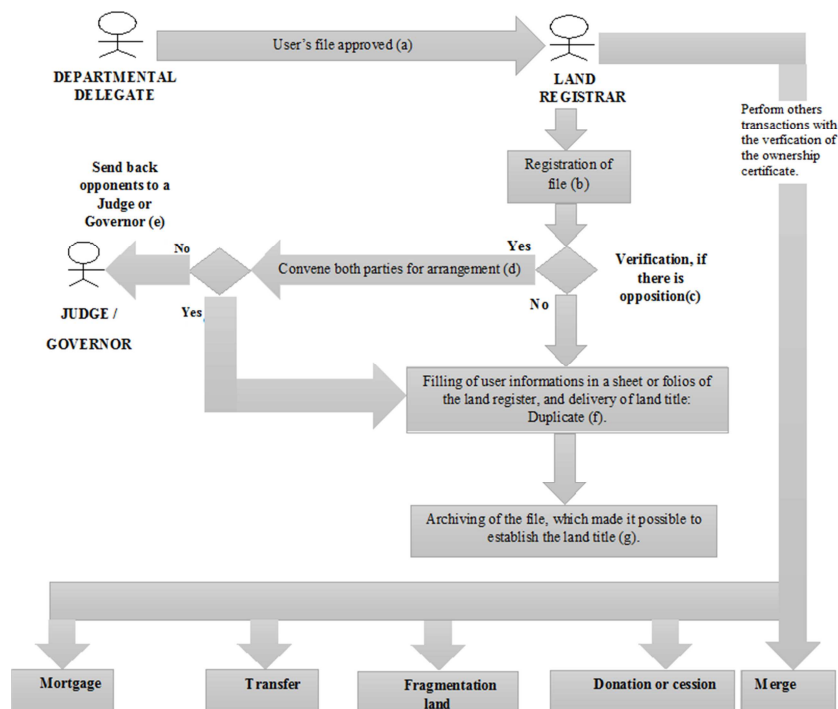 User's file approved (a)
DEPARTMENTAL
DELEGATE
LAND
REGISTRAR
Perform others
transactions with
the verfication of
the ownership
certificate.
Registration of
file (b)
Send back
opponents to a
Judge or
Governor (e)
No
Convene both parties for arrangement (d)
Yes
Verification, if
there is
opposition(c)
JUDGE /
GOVERNOR
Yes
No
Filling of user informations in a sheet or folios of
the land register, and delivery of land title:
Duplicate (f).
Archiving of the file, which made it possible to
establish the land title (g).
Mortgage
Transfer
Fragmentation
land
Donation or cession
Merge